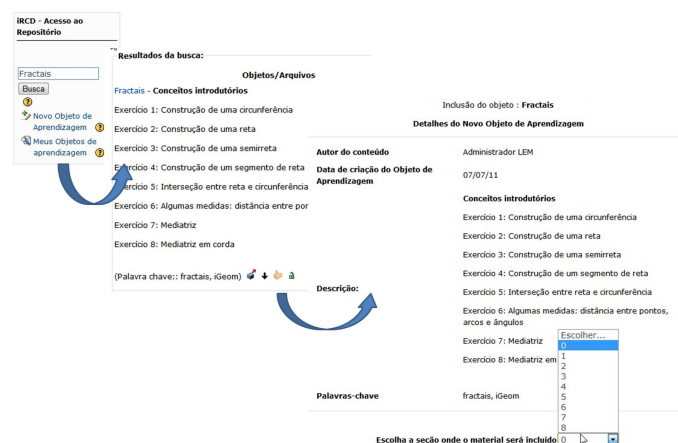 iRCD - Acesso ao
Repositório
Fractais
Busca
Novo Objeto de
Aprendizagem
Meus Objetos de
aprendizagem
Resultados da busca:
Objetos/Arquivos
Fractais - Conceitos introdutórios
Exercício 1: Construção de uma circunferência
Exercício 2: Construção de uma reta
Exercício 3: Construção de uma semirreta
Exercício 4: Construção de um segmento de reta
Exercício 5: Interseção entre reta e circunferência
Exercício 6: Algumas medidas: distância entre por
Exercício 7: Mediatriz
Exercício 8: Mediatriz em corda
(Palavra chave:: fractais, iGeom)
Inclusão do objeto : Fractais
Detalhes do Novo Objeto de Aprendizagem
Autor do conteúdo Administrador LEM
Data de criação do Objeto de
Aprendizagem
07/07/11
Descrição:
Conceitos introdutórios
Exercício 1: Construção de uma circunferência
Exercício 2: Construção de uma reta
Exercício 3: Construção de uma semirreta
Exercício 4: Construção de um segmento de reta
Exercício 5: Interseção entre reta e circunferência
Exercício 6: Algumas medidas: distância entre pontos,
arcos e ângulos
Exercício 7: Mediatriz
Exercício 8: Mediatriz em
Palavras-chave fractais, iGeom
Escolher...
0
1
2
3
4
5
6
7
8
Escolha a seção onde o material será incluído 0